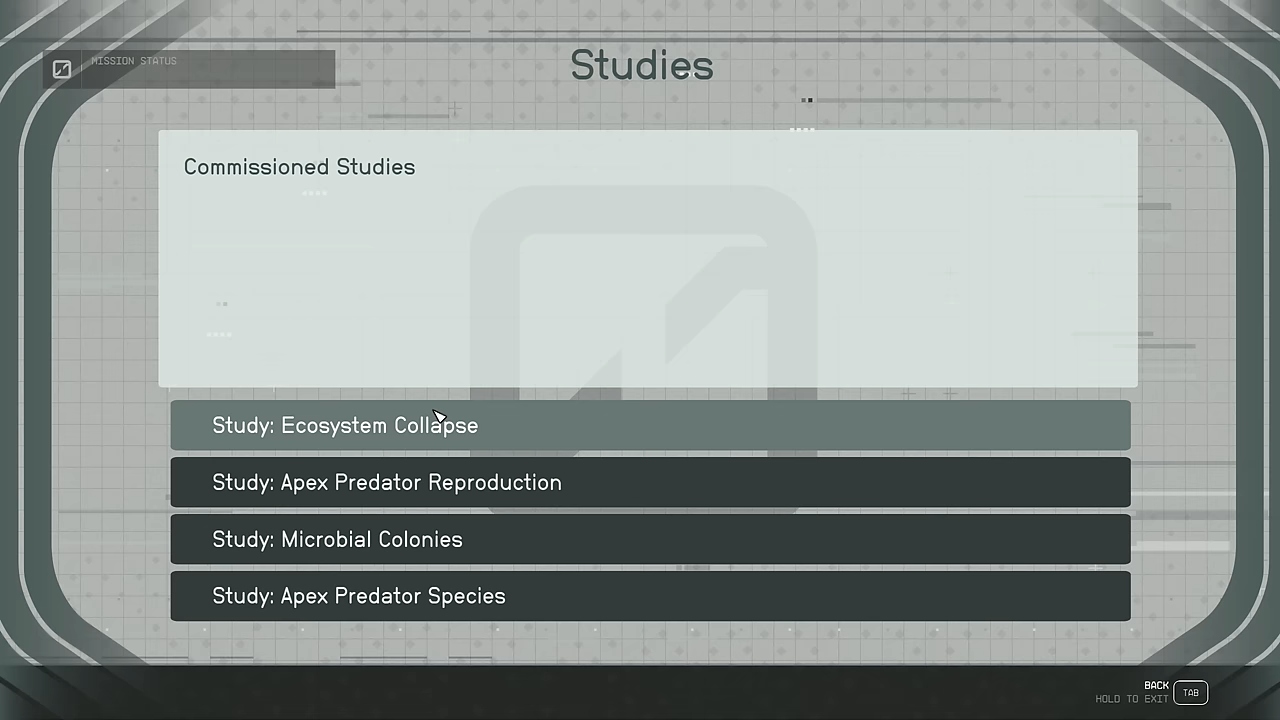 MISSION STATUS
Studies
Commissioned Studies
Study: Ecosystem Collapse
Study: Apex Predator Reproduction
Study: Microbial Colonies
Study: Apex Predator Species
BACK
HOLD TO EXIT
TAB